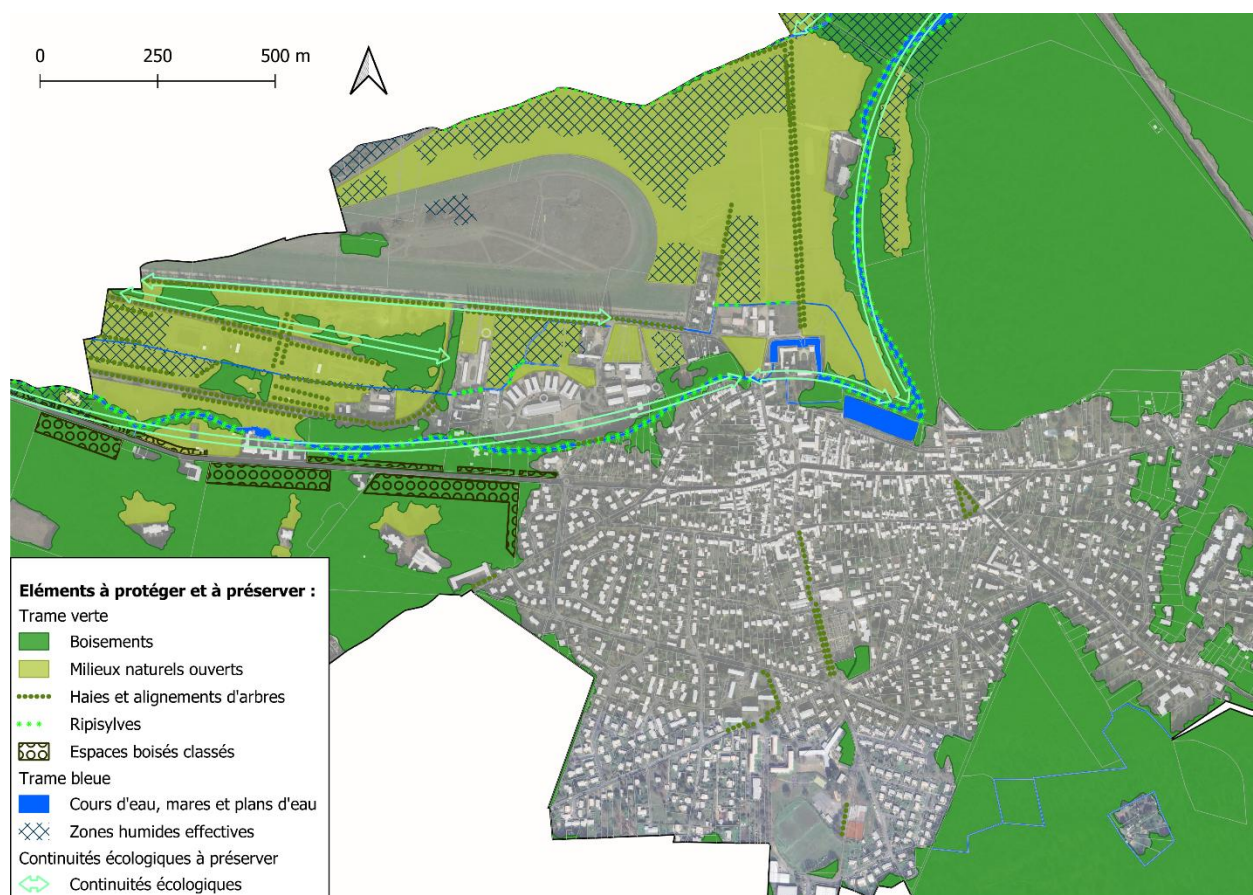 0 250 500 m
Eléments à protéger et à préserver :
Trame verte
Boisements
Milieux naturels ouverts
Haies et alignements d'arbres
Ripisylves
Espaces boisés classés
Trame bleue
Cours d'eau, mares et plans d'eau
Zones humides effectives
Continuités écologiques à préserver
Continuités écologiques